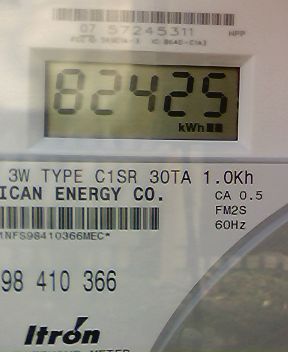 07 57245311
82425
kWh
3W TYPE C1SR 30TA 1.0Kh
ICAN ENERGY CO.
CA 0.5
FM2S
60Hz
1NFS98410366MEC*
98 410 366
Itron